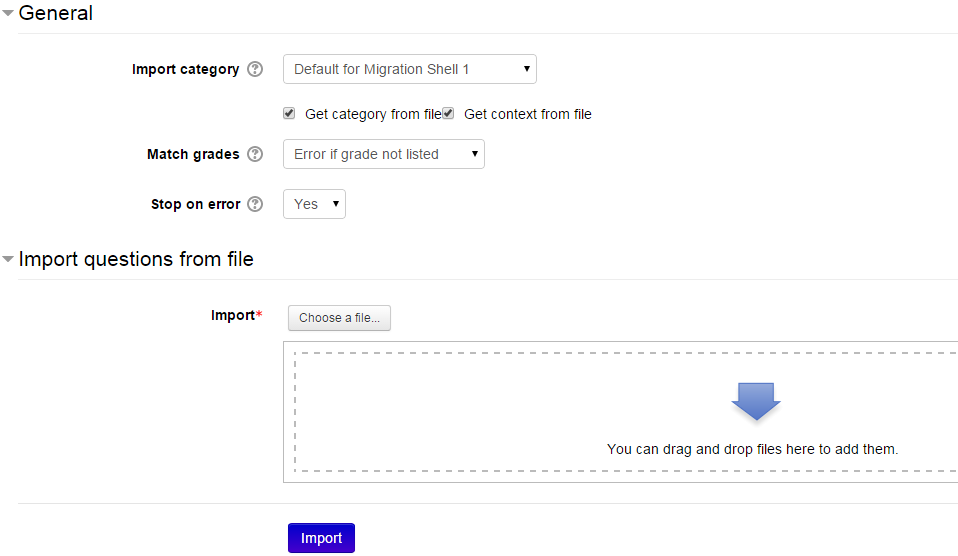 General
Import category
Default for Migration Shell 1
Get category from file Get context from file
Match grades
Error if grade not listed
Stop on error
Yes
Import questions from file
Import*
Choose a file...
You can drag and drop files here to add them.
Import